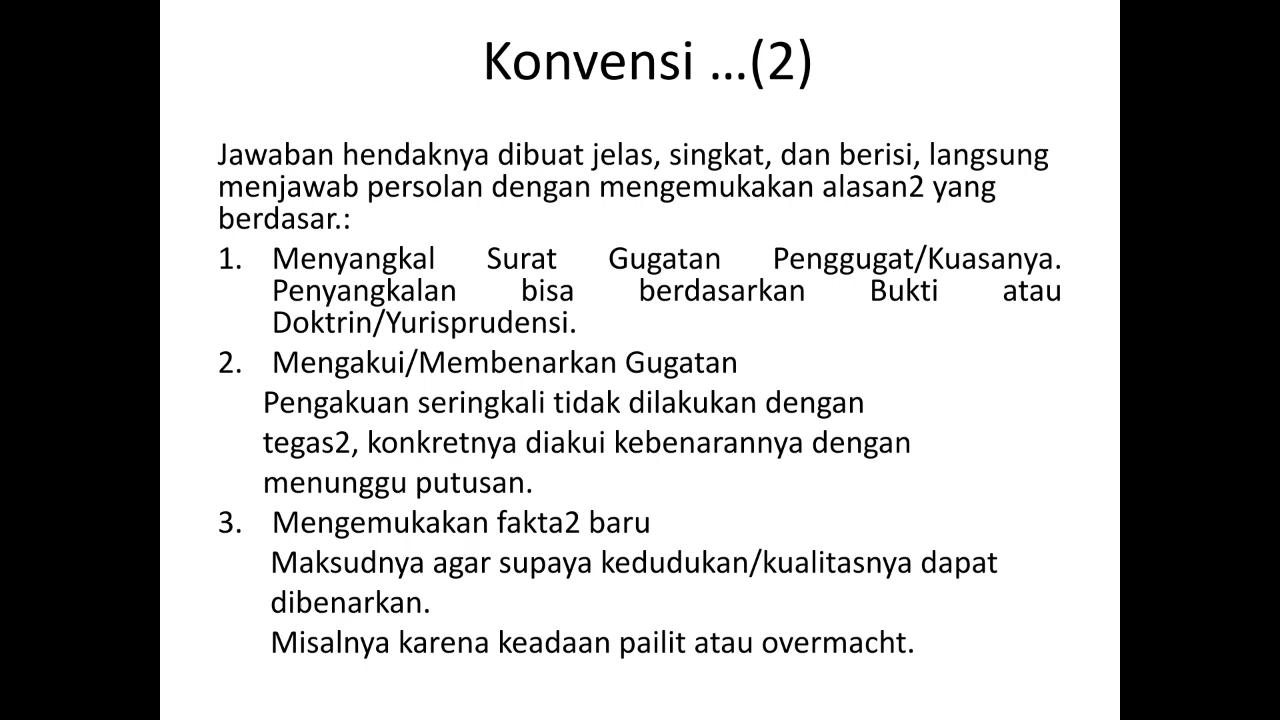 Konvensi ...(2)
Jawaban hendaknya dibuat jelas, singkat, dan berisi, langsung
menjawab persolan dengan mengemukakan alasan2 yang
berdasar.:
1. Menyangkal Surat Gugatan Penggugat/Kuasanya.
Penyangkalan bisa berdasarkan Bukti atau
Doktrin/Yurisprudensi.
2. Mengakui/Membenarkan Gugatan
Pengakuan seringkali tidak dilakukan dengan
tegas2, konkretnya diakui kebenarannya dengan
menunggu putusan.
3. Mengemukakan fakta2 baru
Maksudnya agar supaya kedudukan/kualitasnya dapat
dibenarkan.
Misalnya karena keadaan pailit atau overmacht.